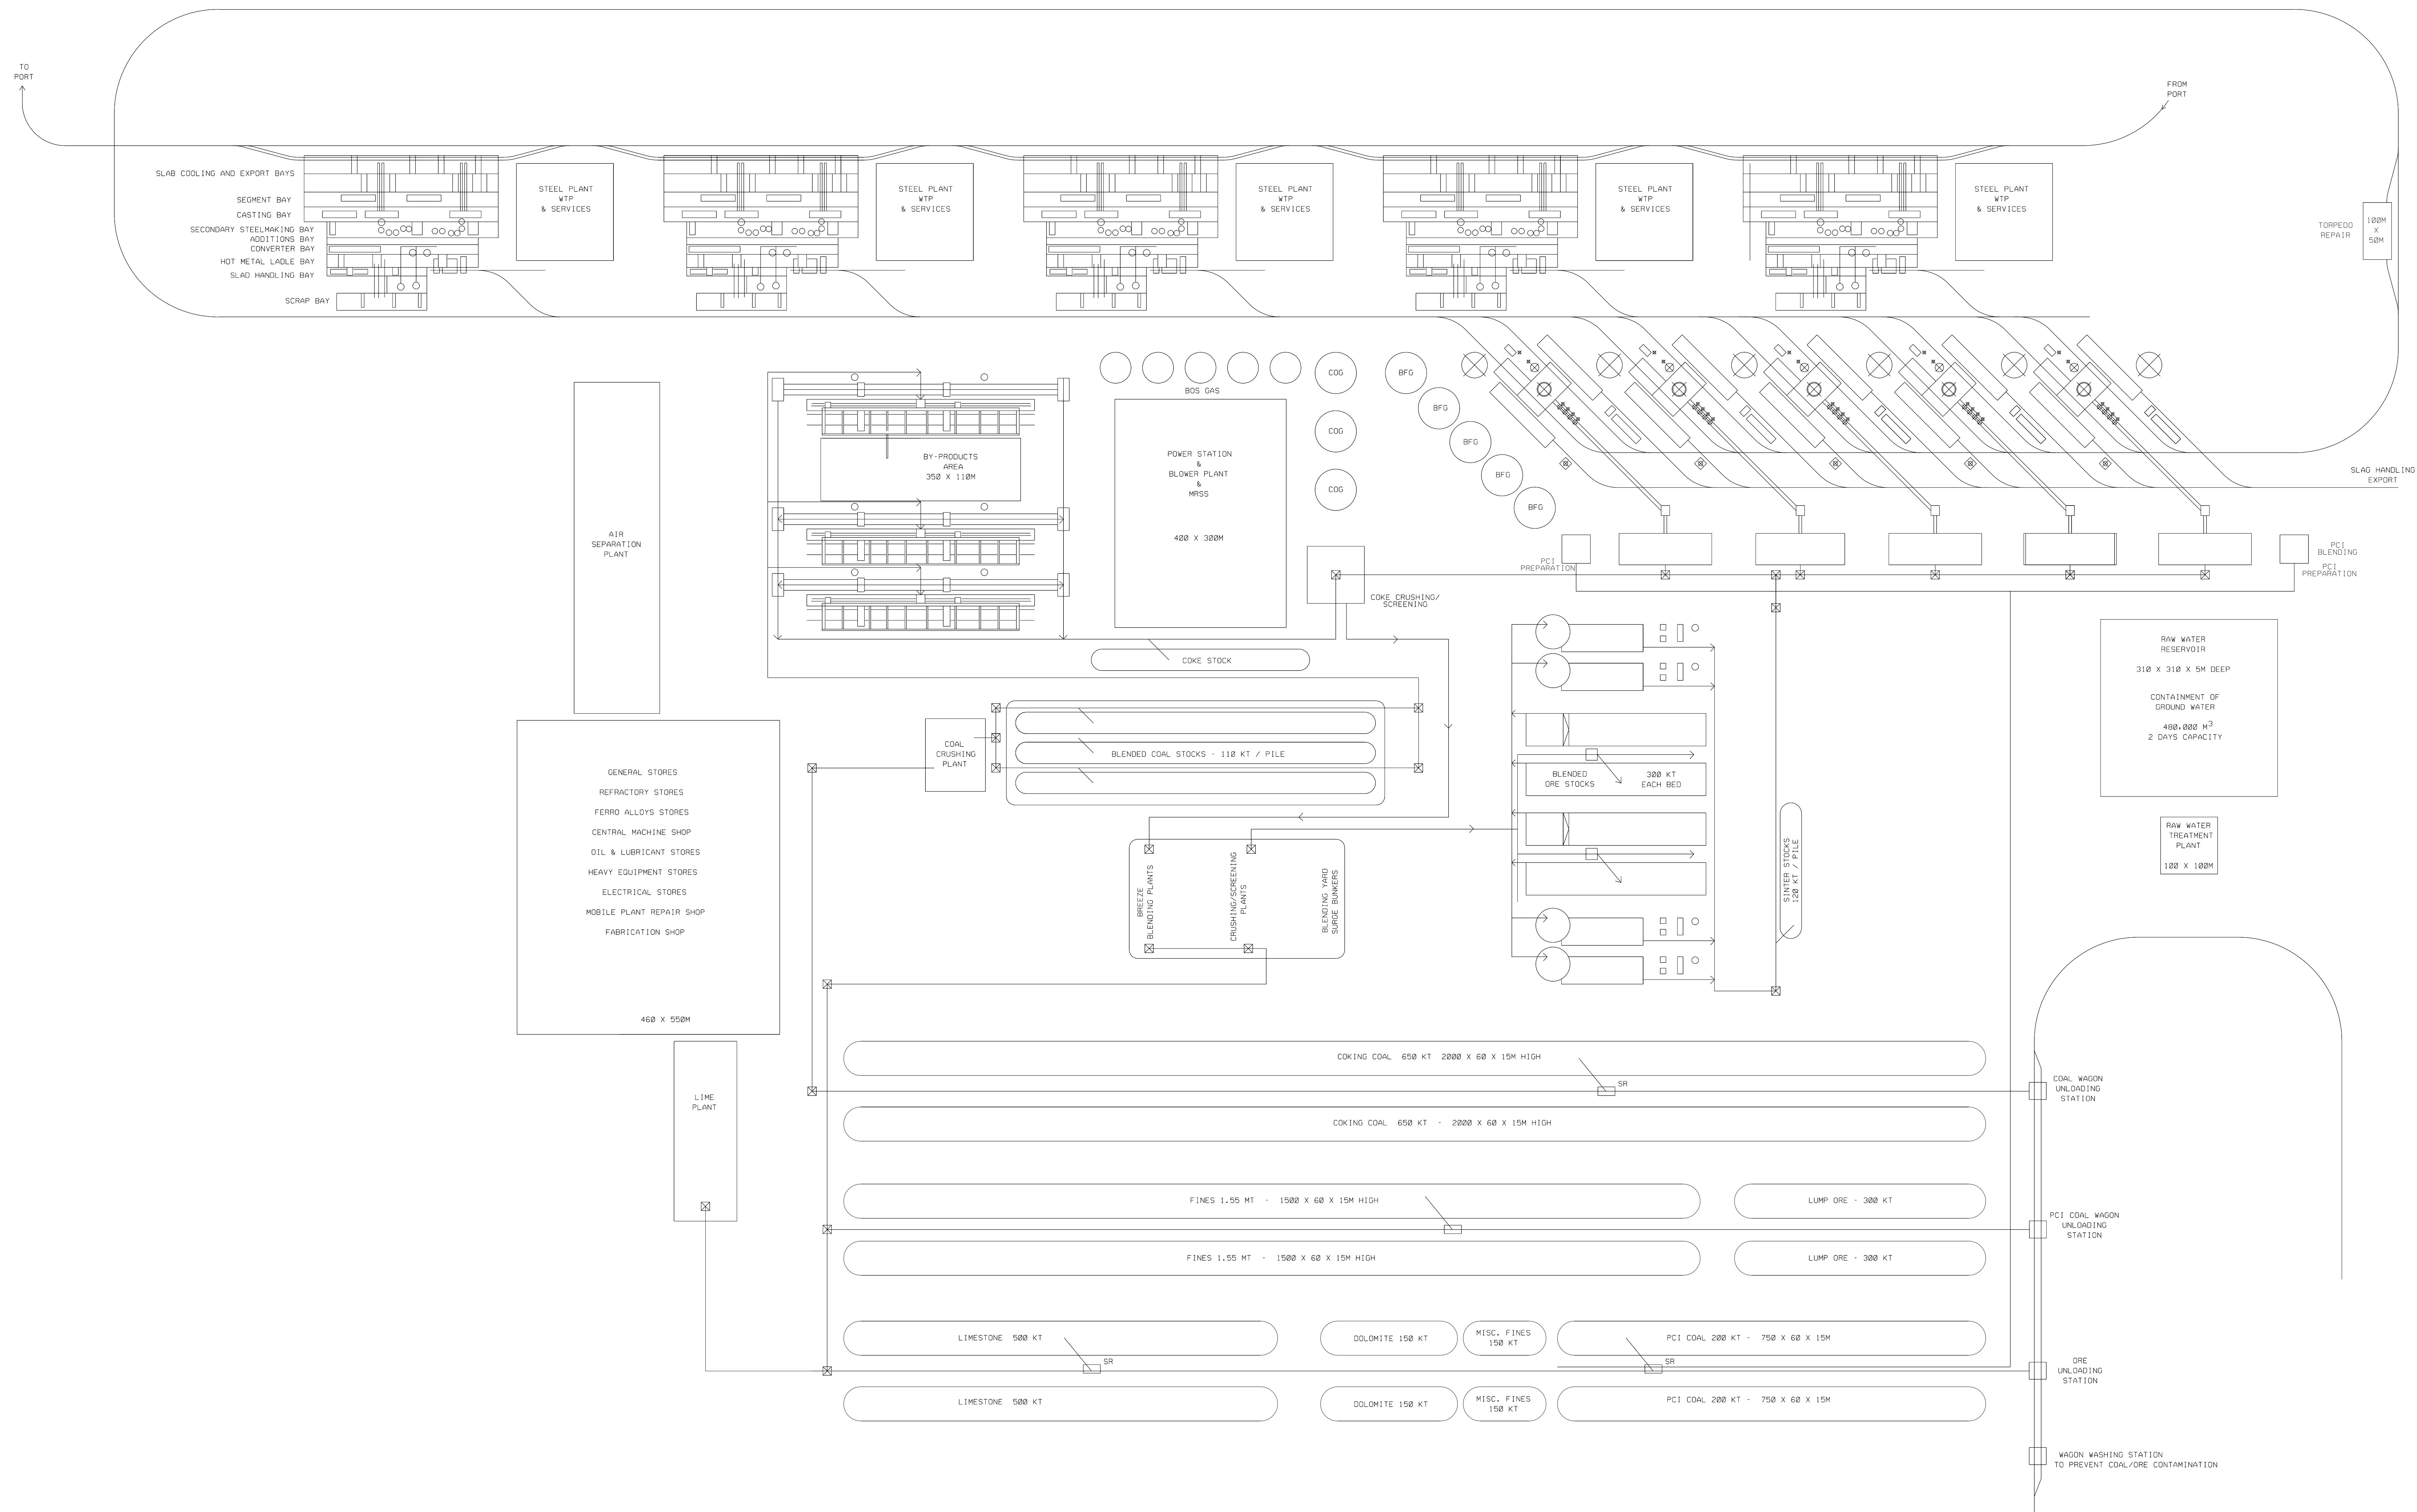 TO
PORT
FROM
PORT
SLAB COOLING AND EXPORT BAYS
SEGMENT BAY
CASTING BAY
SECONDARY STEELMAKING BAY
ADDITIONS BAY
CONVERTER BAY
HOT METAL LADLE BAY
SLAD HANDLING BAY
SCRAP BAY
STEEL PLANT
WTP
& SERVICES
STEEL PLANT
WTP
& SERVICES
STEEL PLANT
WTP
& SERVICES
STEEL PLANT
WTP
& SERVICES
STEEL PLANT
WTP
& SERVICES
TORPEDO
REPAIR
100M
X
50M
BOS GAS
COG
COG
COG
BFG
BFG
BFG
BFG
BFG
SLAG HANDLING
EXPORT
AIR
SEPARATION
PLANT
BY-PRODUCTS
AREA
350 X 110M
POWER STATION
&
BLOWER PLANT
&
MRSS
400 X 300M
COKE CRUSHING/
SCREENING
PCI
PREPARATION
PCI
BLENDING
PCI
PREPARATION
COKE STOCK
RAW WATER
RESERVOIR
310 X 310 X 5M DEEP
CONTAINMENT OF
GROUND WATER
480,000 M3
2 DAYS CAPACITY
RAW WATER
TREATMENT
PLANT
100 X 100M
COAL
CRUSHING
PLANT
BLENDED COAL STOCKS - 110 KT / PILE
BLENDED
ORE STOCKS
300 KT
EACH BED
SINTER STOCKS
120 KT / PILE
BREEZE
BLENDING PLANTS
CRUSHING/SCREENING
PLANTS
BLENDING YARD
SURGE BUNKERS
GENERAL STORES
REFRACTORY STORES
FERRO ALLOYS STORES
CENTRAL MACHINE SHOP
OIL & LUBRICANT STORES
HEAVY EQUIPMENT STORES
ELECTRICAL STORES
MOBILE PLANT REPAIR SHOP
FABRICATION SHOP
460 X 550M
LIME
PLANT
COKING COAL 650 KT 2000 X 60 X 15M HIGH
SR
COKING COAL 650 KT - 2000 X 60 X 15M HIGH
COAL WAGON
UNLOADING
STATION
FINES 1.55 MT - 1500 X 60 X 15M HIGH
LUMP ORE - 300 KT
PCI COAL WAGON
UNLOADING
STATION
FINES 1.55 MT - 1500 X 60 X 15M HIGH
LUMP ORE - 300 KT
LIMESTONE 500 KT
DOLOMITE 150 KT
MISC. FINES
150 KT
PCI COAL 200 KT - 750 X 60 X 15M
SR
SR
ORE
UNLOADING
STATION
LIMESTONE 500 KT
DOLOMITE 150 KT
MISC. FINES
150 KT
PCI COAL 200 KT - 750 X 60 X 15M
WAGON WASHING STATION
TO PREVENT COAL/ORE CONTAMINATION